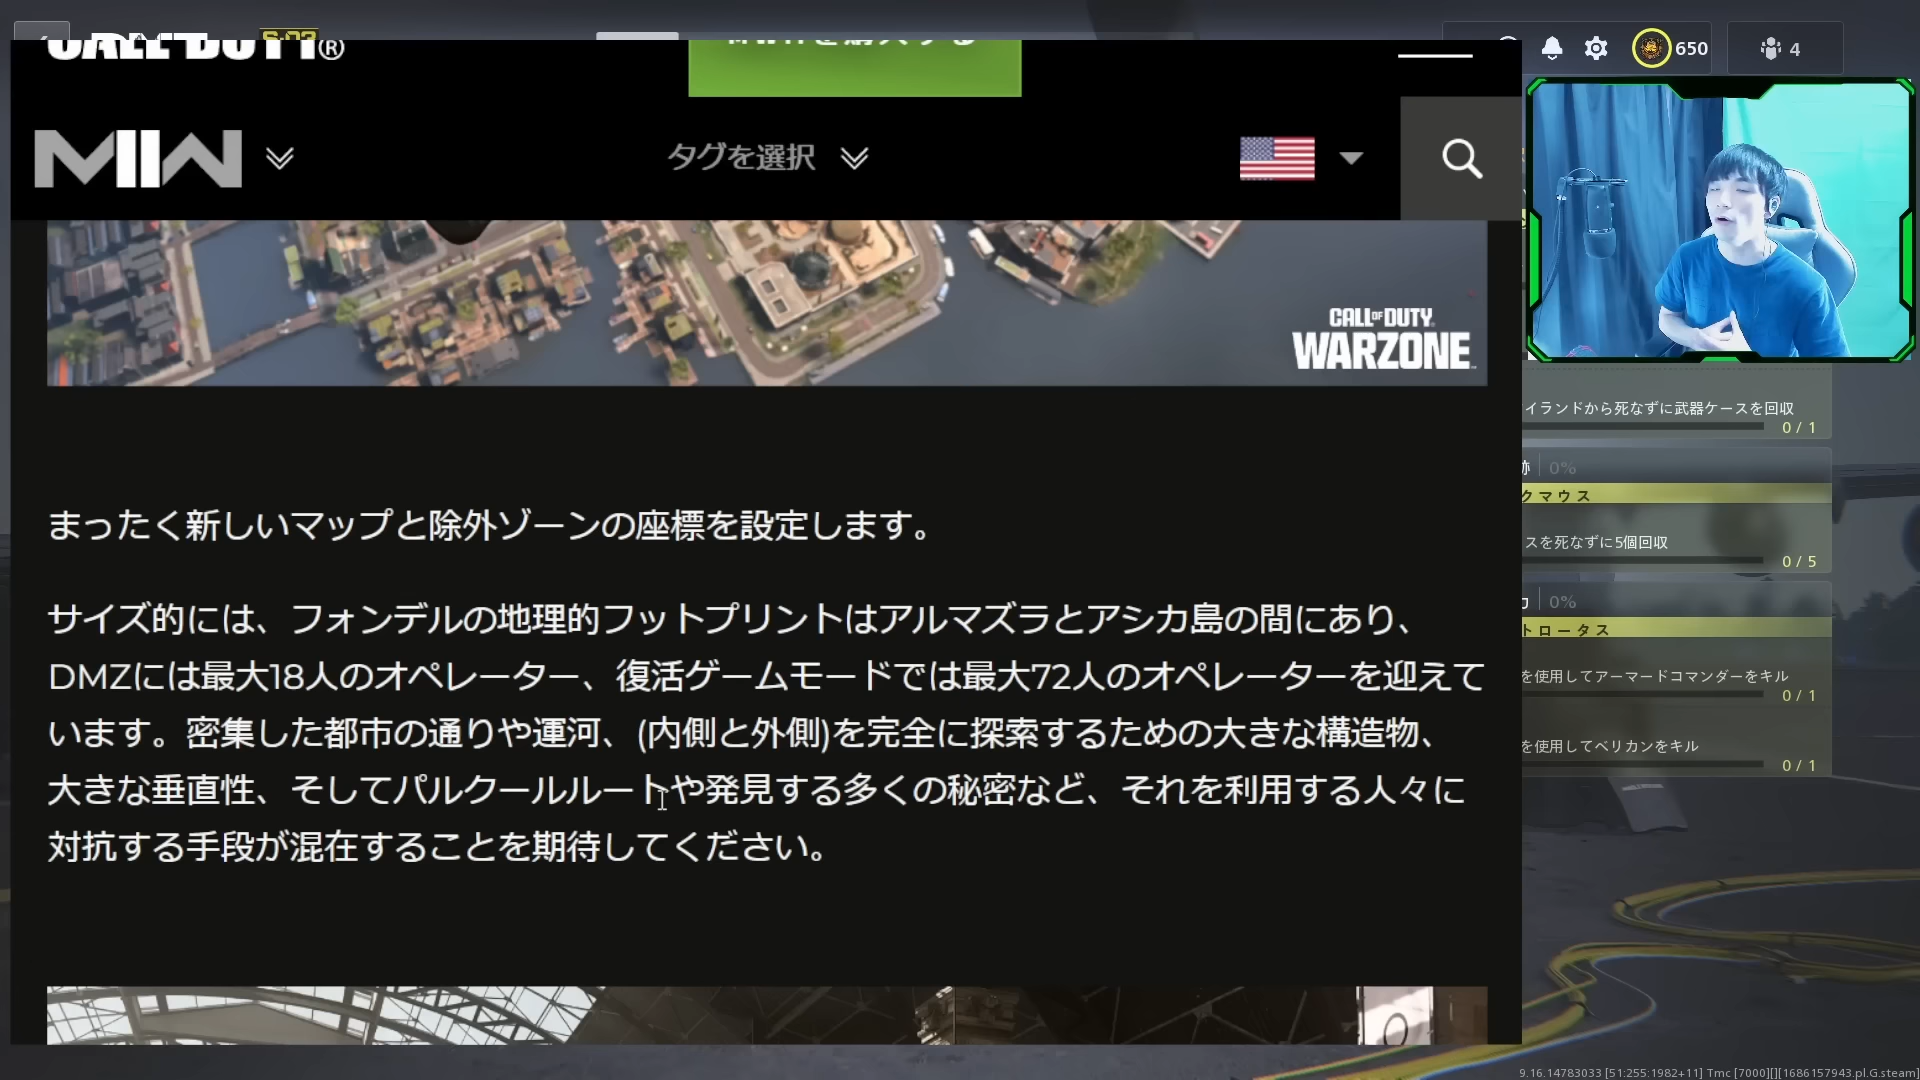 CALL OF DUTY(R)
MWIIを購入する
MIIW
タグを選択
650
4
CALL OF DUTY
WARZONE
まったく新しいマップと除外ゾーンの座標を設定します。
サイズ的には、フォンデルの地理的フットプリントはアルマズラとアシカ島の間にあり、
DMZには最大18人のオペレーター、復活ゲームモードでは最大72人のオペレーターを迎えて
います。密集した都市の通りや運河、(内側と外側)を完全に探索するための大きな構造物、
大きな垂直性、そしてパルクールルートや発見する多くの秘密など、それを利用する人々に
対抗する手段が混在することを期待してください。
イランドから死なずに武器ケースを回収
0 / 1
跡 0%
クマウス
スを死なずに5個回収
0 / 5
0%
トロータス
を使用してアーマードコマンダーをキル
0 / 1
を使用してベリカンをキル
0 / 1
9.16.14783033 [51:255:1982+11] Tmc [7000][][1686157943.pl.G.steam]